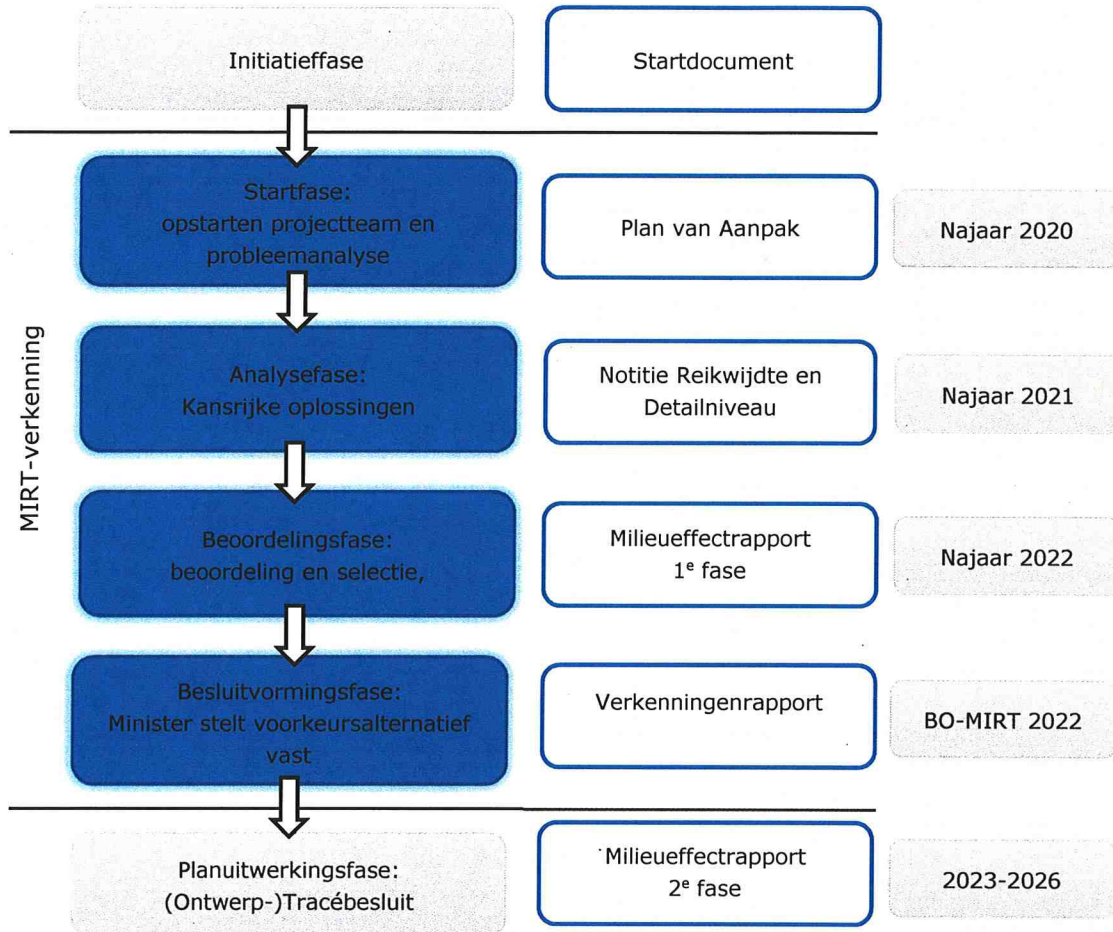 Initiatieffase
Startdocument
MIRT-verkenning
Startfase:
opstarten projectteam en
probleemanalyse
Plan van Aanpak
Najaar 2020
Analysefase:
Kansrijke oplossingen
Notitie Reikwijdte en
Detailniveau
Najaar 2021
Beoordelingsfase:
beoordeling en selectie,
Milieueffectrapport
1e fase
Najaar 2022
Besluitvormingsfase:
Minister stelt voorkeursalternatief
vast
Verkenningenrapport
BO-MIRT 2022
Planuitwerkingsfase:
(Ontwerp-)Tracébesluit
Milieueffectrapport
2e fase
2023-2026